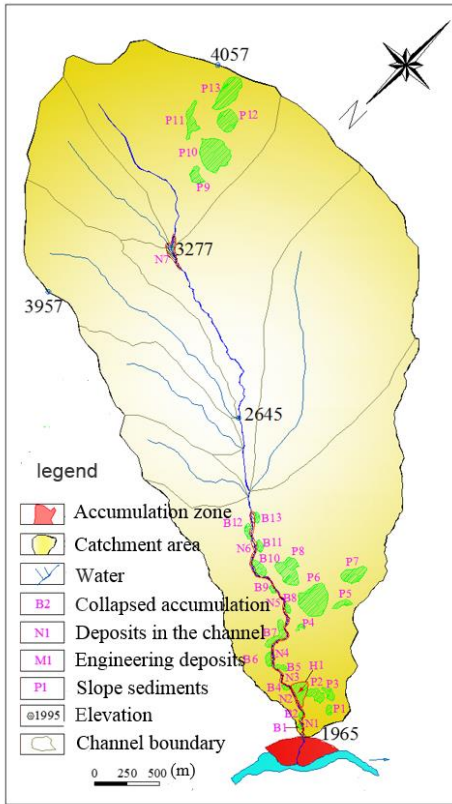 4057
P13
P11
P12
P10
P9
N
3277
N7
3957
2645
legend
Accumulation zone
Catchment area
Water
B2 Collapsed accumulation
N1 Deposits in the channel
M1 Engineering deposits
P1 Slope sediments
1995 Elevation
Channel boundary
0 250 500 (m)
B12 B13
N6 B11
B10 P8
P7
P6
B9 B8
N5 P5
P4
B7
N4
B6 B5 H1
N3
B4 P2 P3
N2
B2 P1
B1 N1
1965